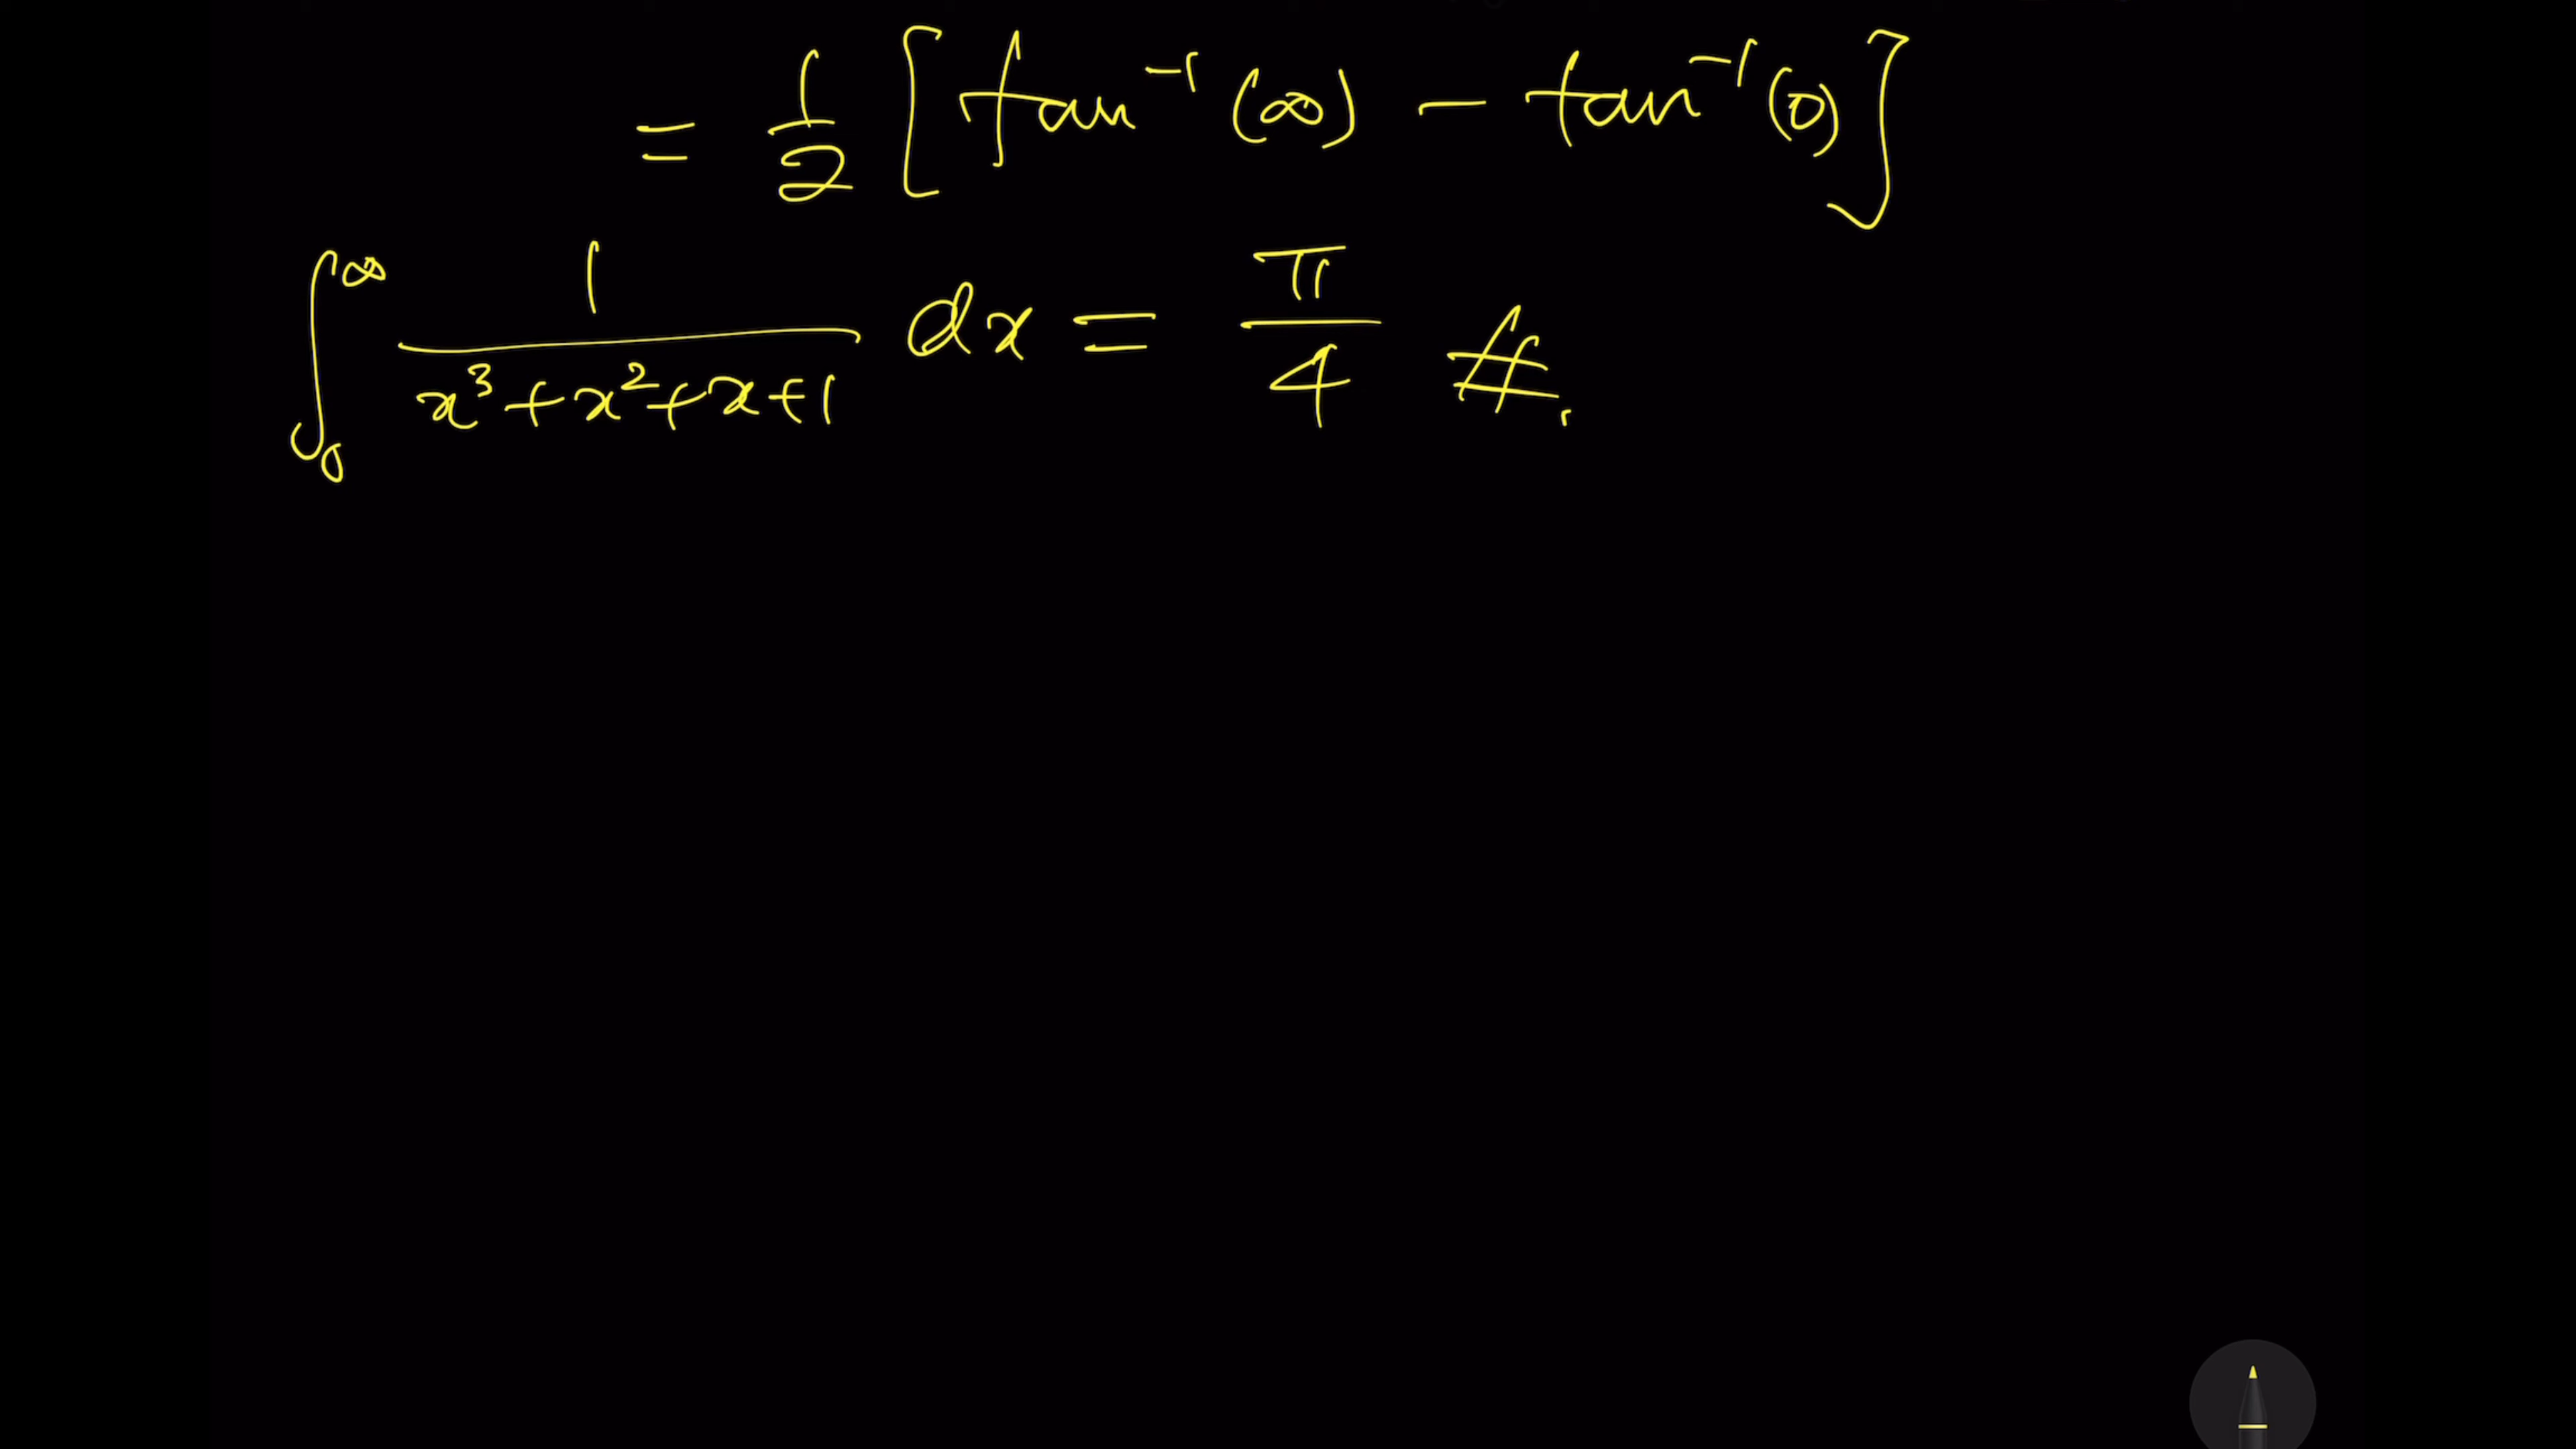 = 1/2 [tan⁻¹(∞) − tan⁻¹(0)]
∫₀^∞ 1/(x³+x²+x+1) dx = π/4 #.